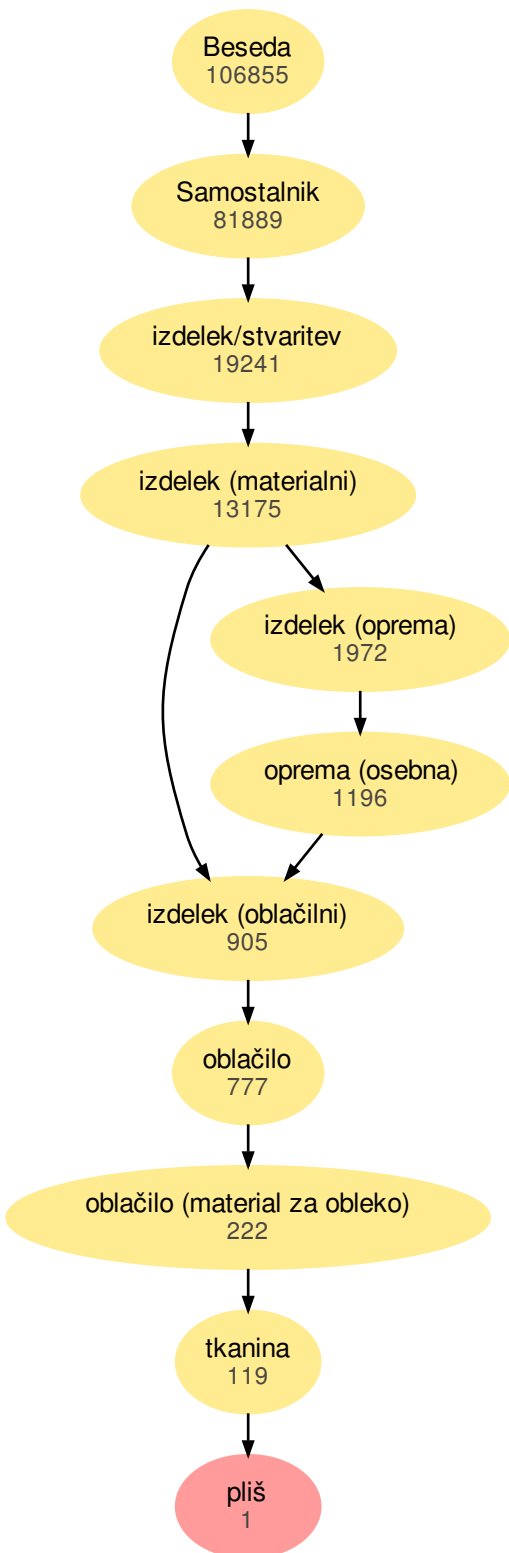 Beseda
106855
Samostalnik
81889
izdelek/stvaritev
19241
izdelek (materialni)
13175
izdelek (oprema)
1972
oprema (osebna)
1196
izdelek (oblačilni)
905
oblačilo
777
oblačilo (material za obleko)
222
tkanina
119
pliš
1